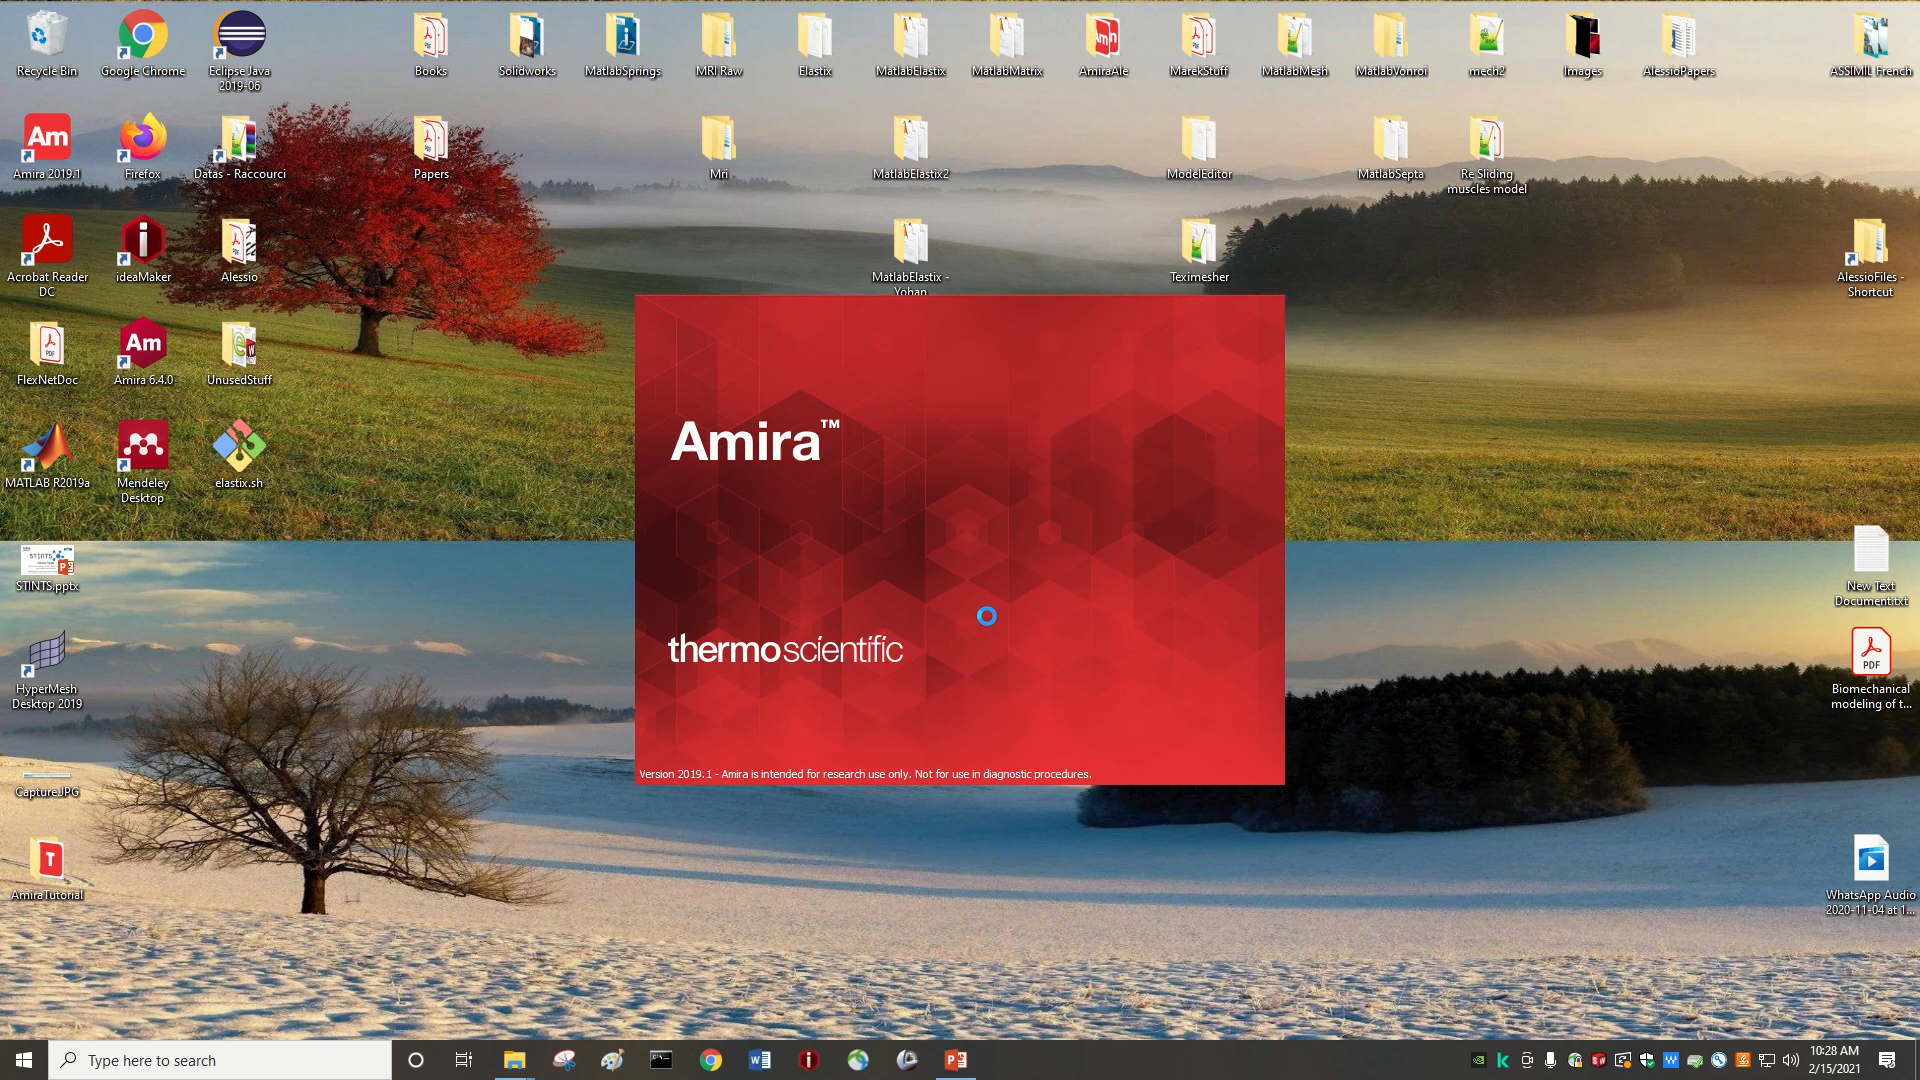 Recycle Bin
Google Chrome
Eclipse Java
2019-06
Books
Solidworks
MatlabSprings
MRI Raw
Elastix
MatlabElastix
MatlabMatrix
AmiraAle
MarekStuff
MatlabMesh
MatlabVonroi
mech2
Images
AlessioPapers
ASSIMIL French
Am
Amira 2019.1
Firefox
Datas - Raccourci
Papers
Mri
MatlabElastix2
ModelEditor
MatlabSepta
Re Sliding
muscles model
Acrobat Reader
DC
ideaMaker
Alessio
MatlabElastix -
Yohan
Teximesher
AlessioFiles -
Shortcut
FlexNetDoc
Am
Amira 6.4.0
UnusedStuff
MATLAB R2019a
Mendeley
Desktop
elastix.sh
Amira™
thermo scientific
Version 2019.1 - Amira is intended for research use only. Not for use in diagnostic procedures.
STINTS.pptx
New Text
Document.txt
HyperMesh
Desktop 2019
PDF
Biomechanical
modeling of t...
Capture.JPG
T
AmiraTutorial
WhatsApp Audio
2020-11-04 at 1...
Type here to search
10:28 AM
2/15/2021